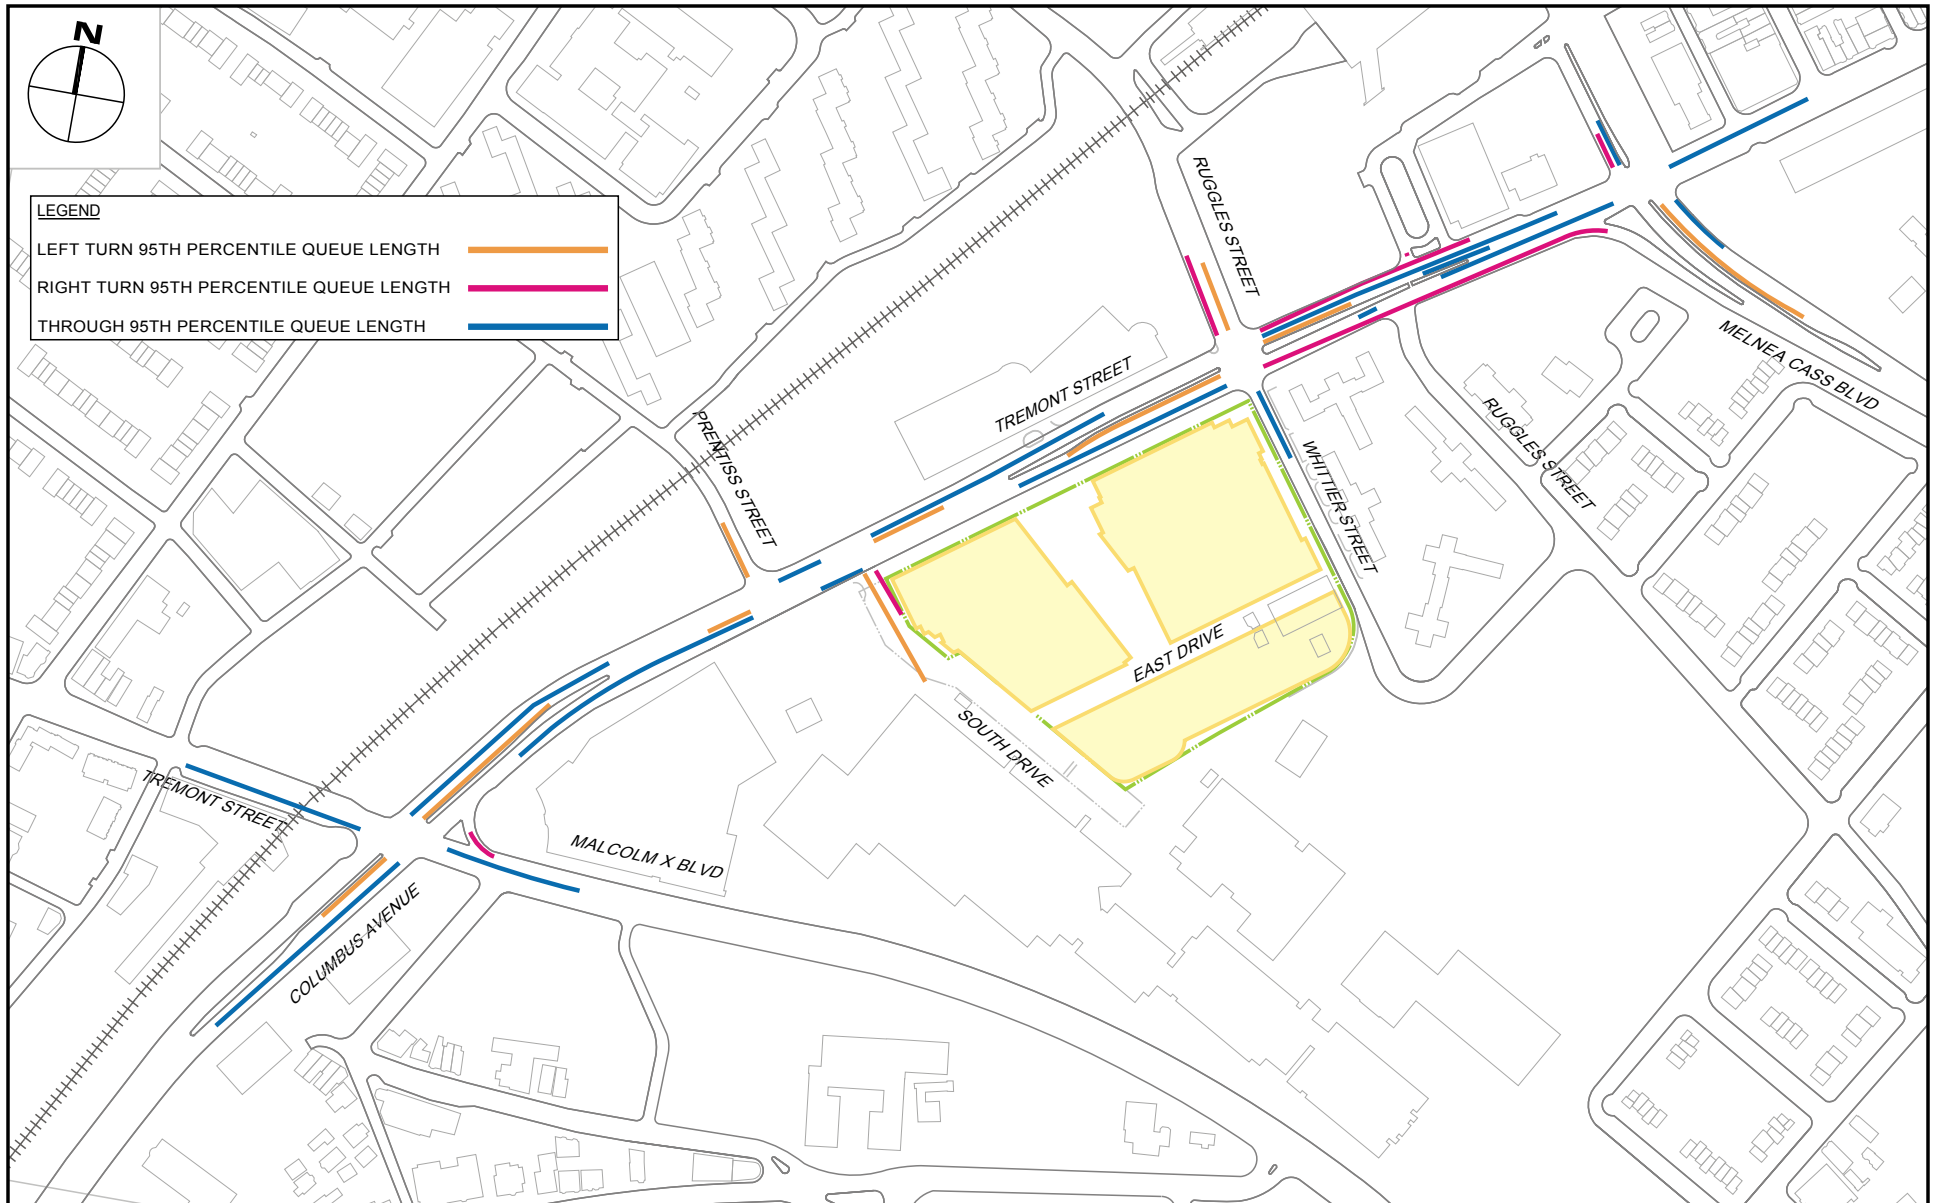 N
LEGEND
LEFT TURN 95TH PERCENTILE QUEUE LENGTH
RIGHT TURN 95TH PERCENTILE QUEUE LENGTH
THROUGH 95TH PERCENTILE QUEUE LENGTH
RUGGLES STREET
MELNEA CASS BLVD
TREMONT STREET
RUGGLES STREET
PRENTISS STREET
WHITTIER STREET
EAST DRIVE
SOUTH DRIVE
TREMONT STREET
MALCOLM X BLVD
COLUMBUS AVENUE